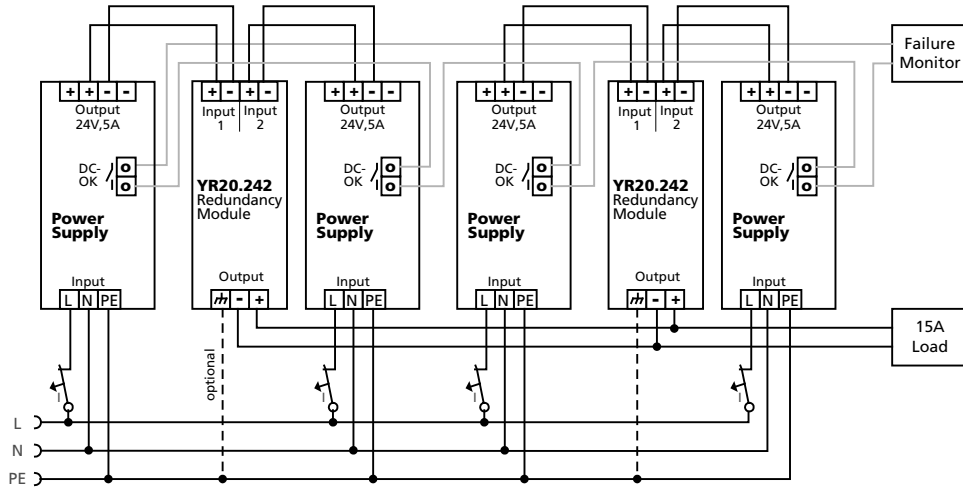 Failure
Monitor
+ + - -
Output
24V,5A
DC-
OK
Power
Supply
Input
L N PE
+ - + -
Input
1
Input
2
YR20.242
Redundancy
Module
Output
- +
optional
+ + - -
Output
24V,5A
DC-
OK
Power
Supply
Input
L N PE
+ + - -
Output
24V,5A
DC-
OK
Power
Supply
Input
L N PE
+ - + -
Input
1
Input
2
YR20.242
Redundancy
Module
Output
- +
+ + - -
Output
24V,5A
DC-
OK
Power
Supply
Input
L N PE
15A
Load
I
I
I
I
L
N
PE